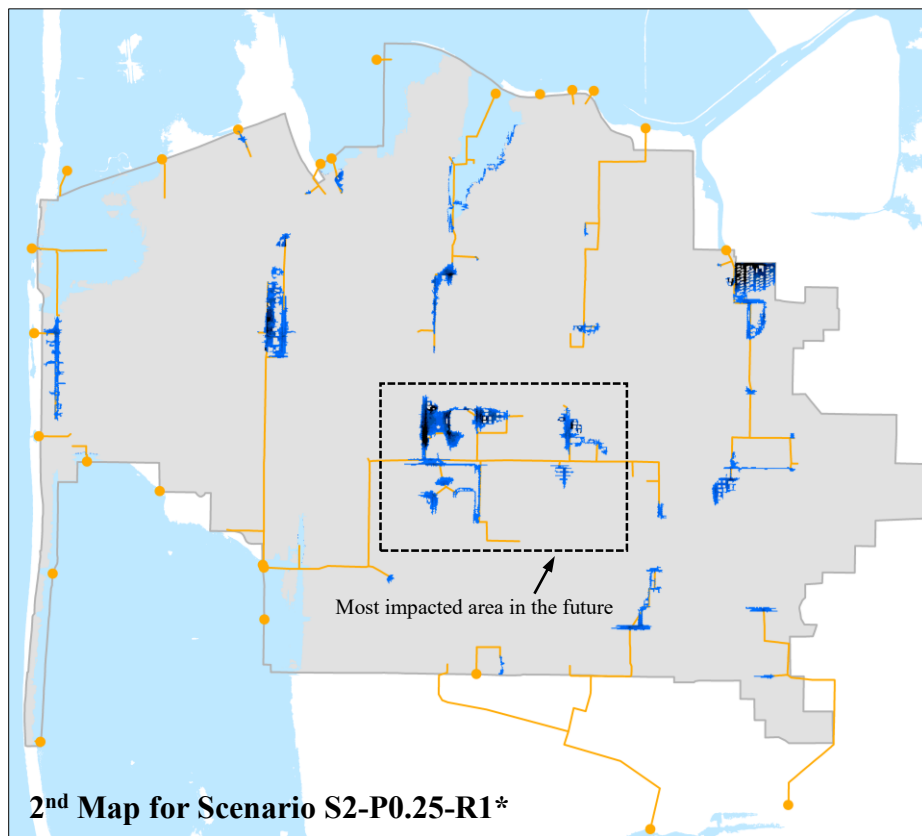 Most impacted area in the future
2nd Map for Scenario S2-P0.25-R1*